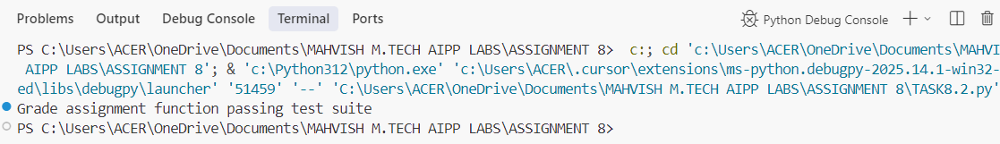 Problems Output Debug Console Terminal Ports Python Debug Console
PS C:\Users\ACER\OneDrive\Documents\MAHVISH M.TECH AIPP LABS\ASSIGNMENT 8> c:; cd 'c:\Users\ACER\OneDrive\Documents\MAHVI
AIPP LABS\ASSIGNMENT 8'; & 'c:\Python312\python.exe' 'c:\Users\ACER\.cursor\extensions\ms-python.debugpy-2025.14.1-win32-
ed\libs\debugpy\launcher' '51459' '--' 'C:\Users\ACER\OneDrive\Documents\MAHVISH M.TECH AIPP LABS\ASSIGNMENT 8\TASK8.2.py'
Grade assignment function passing test suite
PS C:\Users\ACER\OneDrive\Documents\MAHVISH M.TECH AIPP LABS\ASSIGNMENT 8>